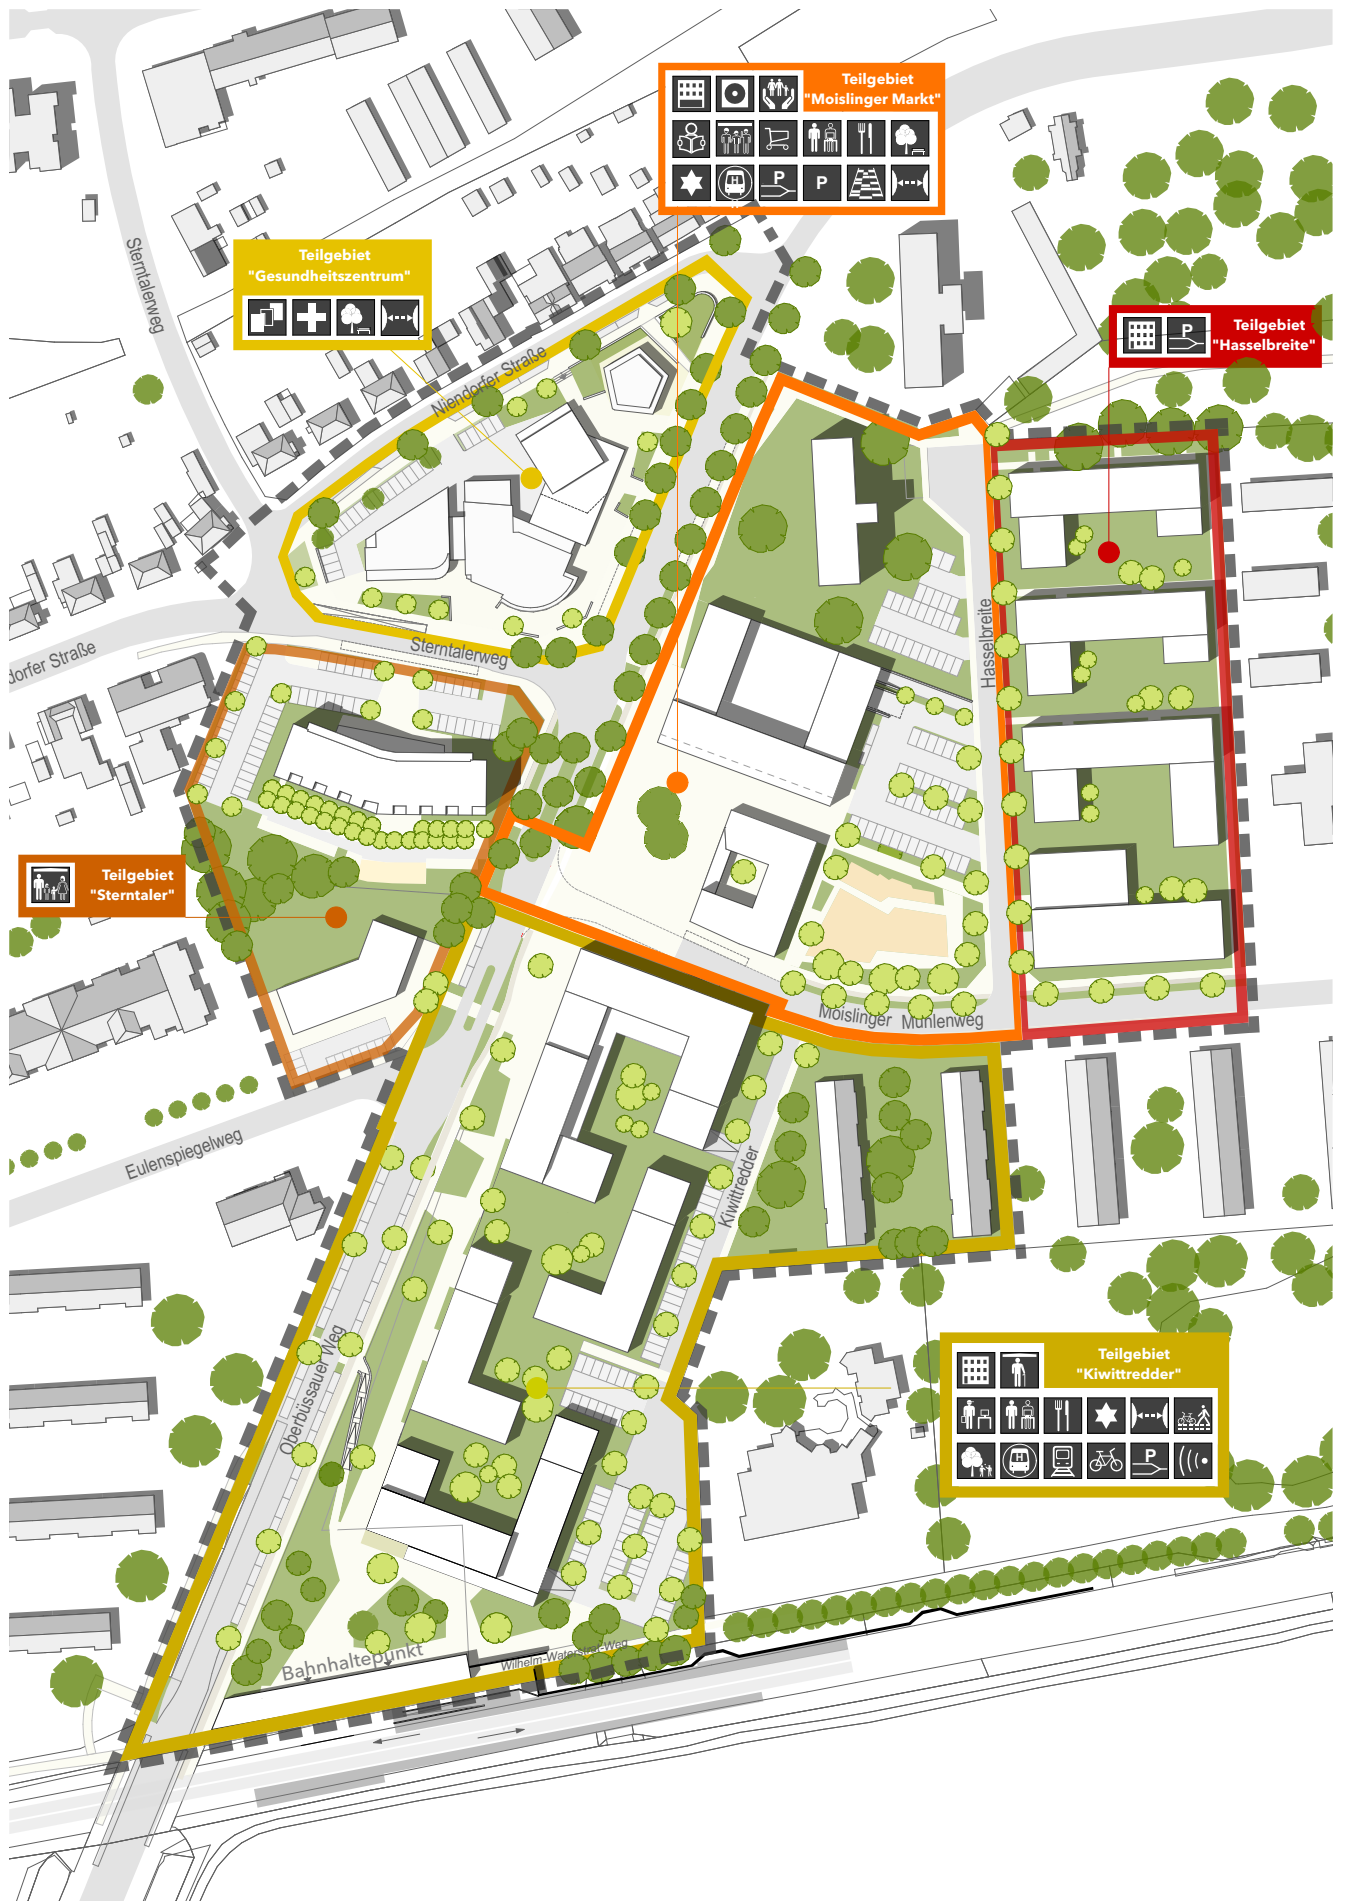 Teilgebiet
"Moislinger Markt"
P
P
Sterntalerweg
Teilgebiet
"Gesundheitszentrum"
Teilgebiet
"Hasselbreite"
P
Niendorfer Straße
Hasselbreite
dorfer Straße
Sterntalerweg
Teilgebiet
"Sterntaler"
Moislinger Mühlenweg
Eulenspiegelweg
Kiwittredder
Oberbüssauer Weg
Teilgebiet
"Kiwittredder"
P
Bahnhaltepunkt
Wilhelm-Waterstrat-Weg